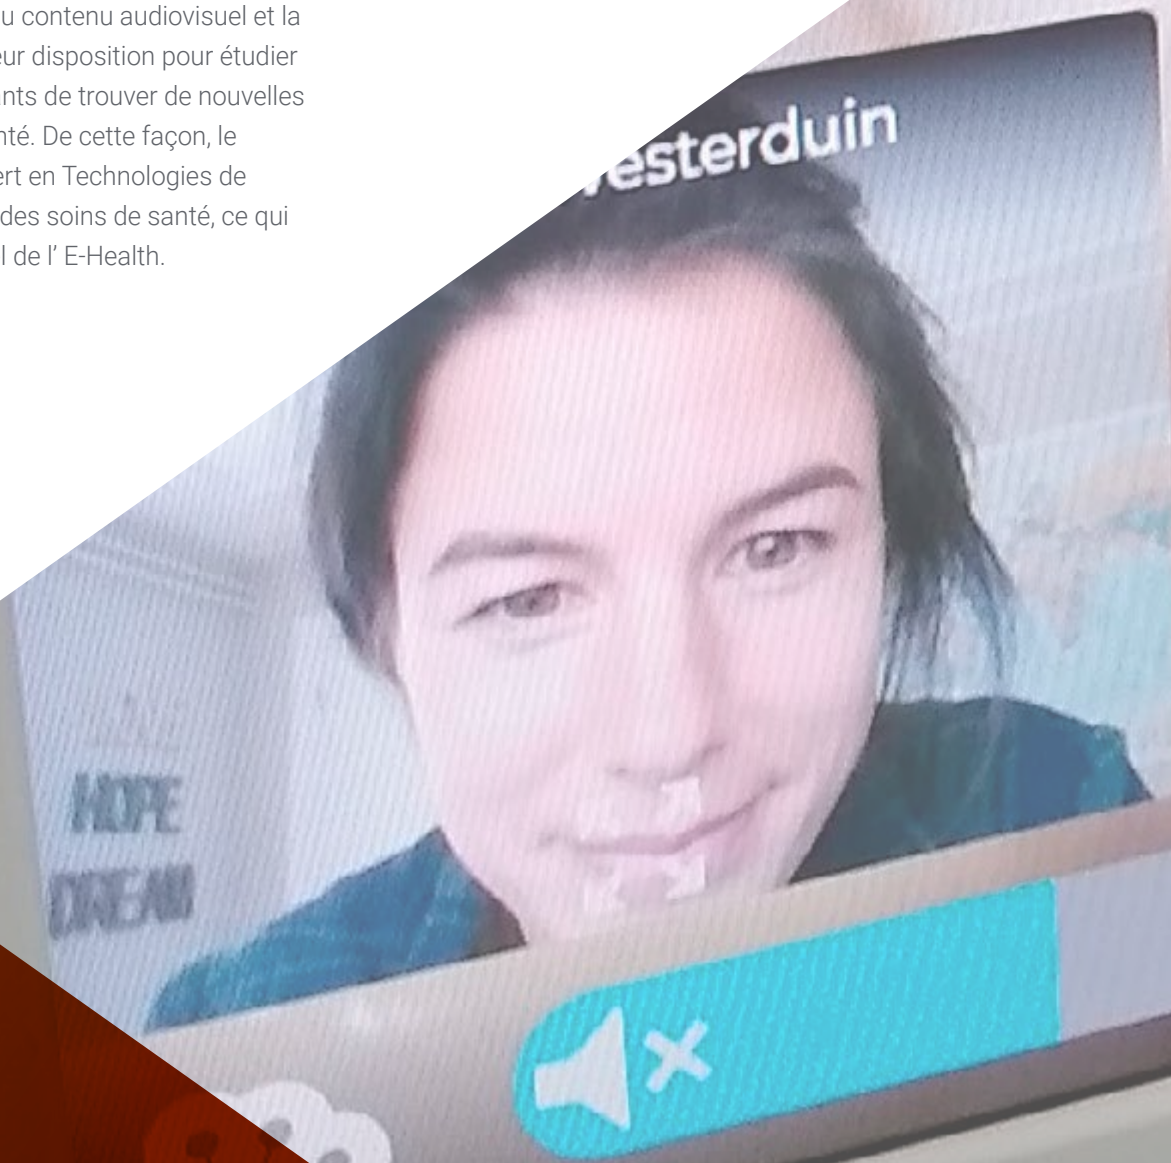 u contenu audiovisuel et la
eur disposition pour étudier
nts de trouver de nouvelles
nté. De cette façon, le
ert en Technologies de
des soins de santé, ce qui
l de l’ E-Health.
esterduin
HOPE
DREAM